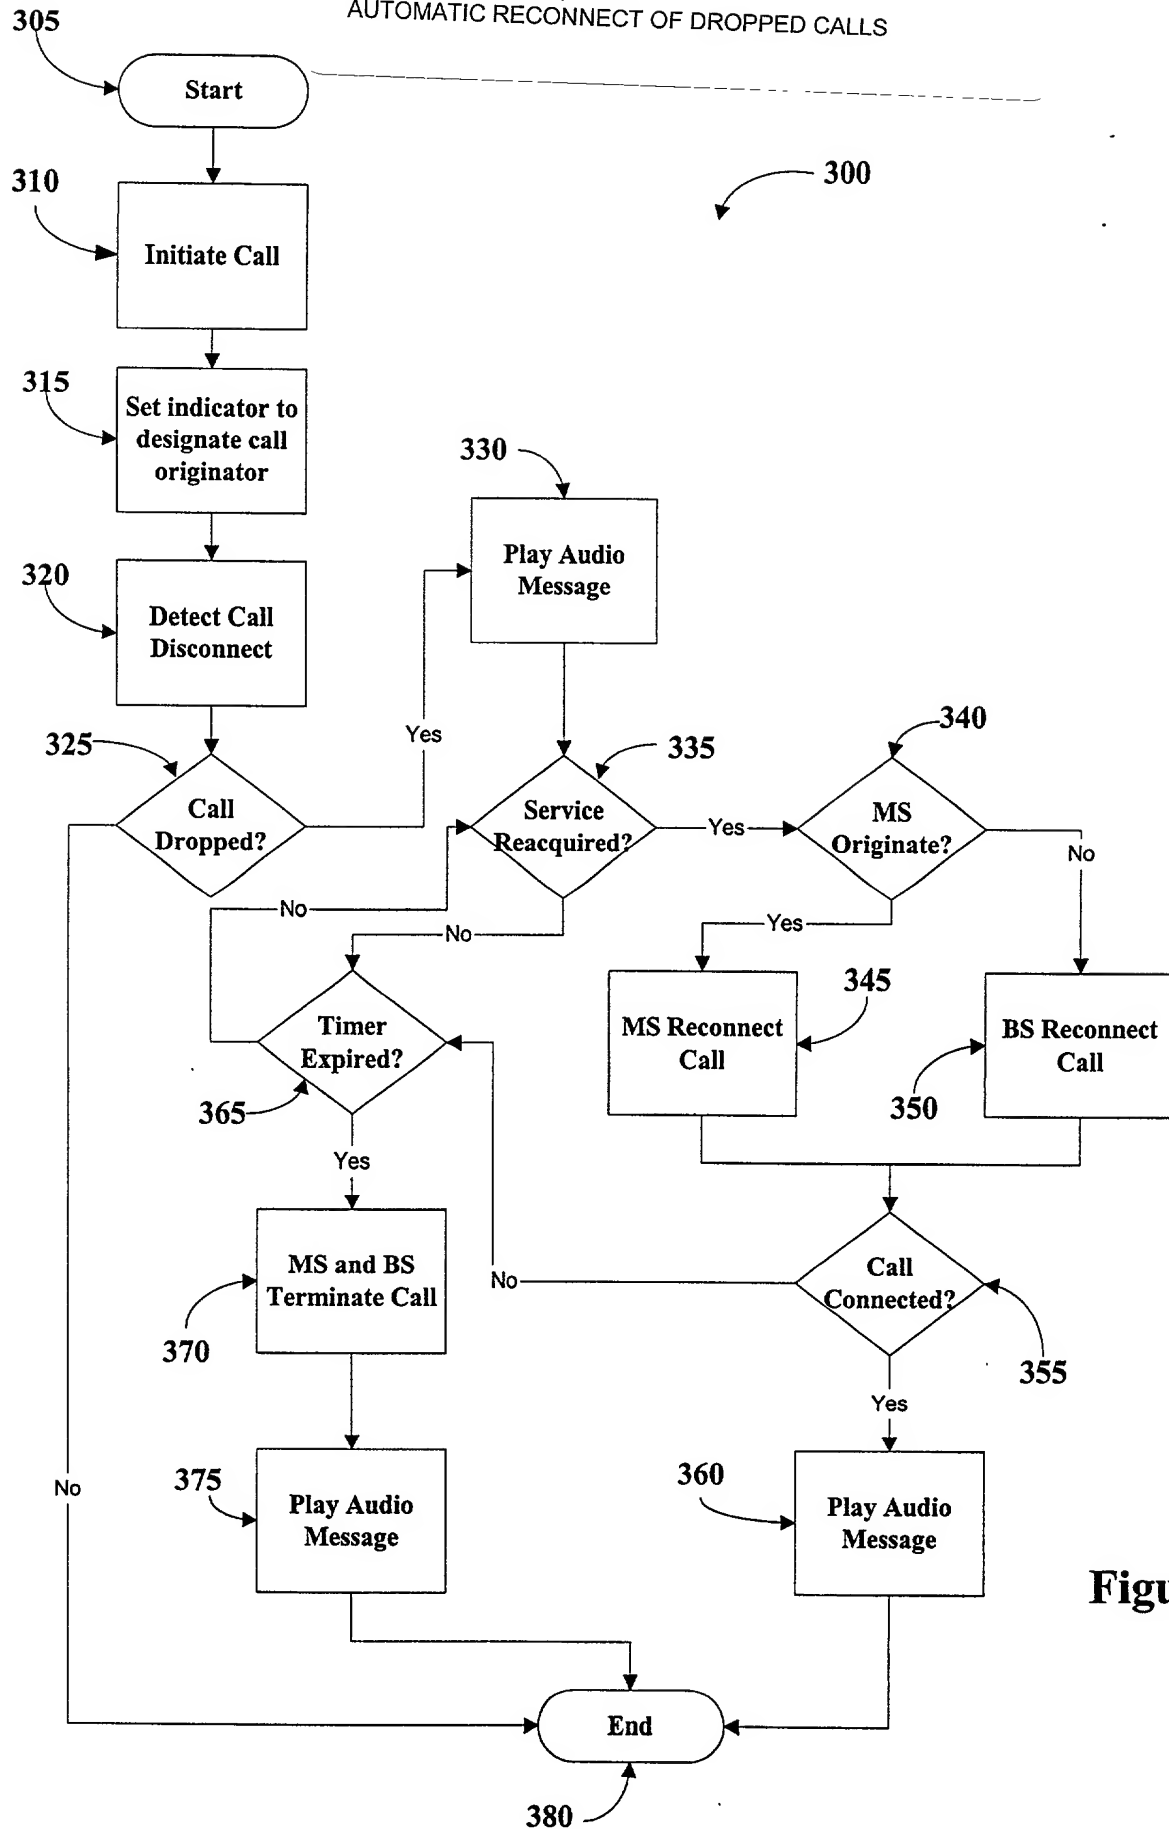 AUTOMATIC RECONNECT OF DROPPED CALLS
305
Start
300
310
Initiate Call
315
Set indicator to
designate call
originator
330
Play Audio
Message
320
Detect Call
Disconnect
Yes
325
Call
Dropped?
335
Service
Reacquired?
Yes
340
MS
Originate?
No
No
No
Yes
Timer
Expired?
365
MS Reconnect
Call
345
BS Reconnect
Call
350
Yes
MS and BS
Terminate Call
370
No
Call
Connected?
355
Yes
No
375
Play Audio
Message
360
Play Audio
Message
End
380